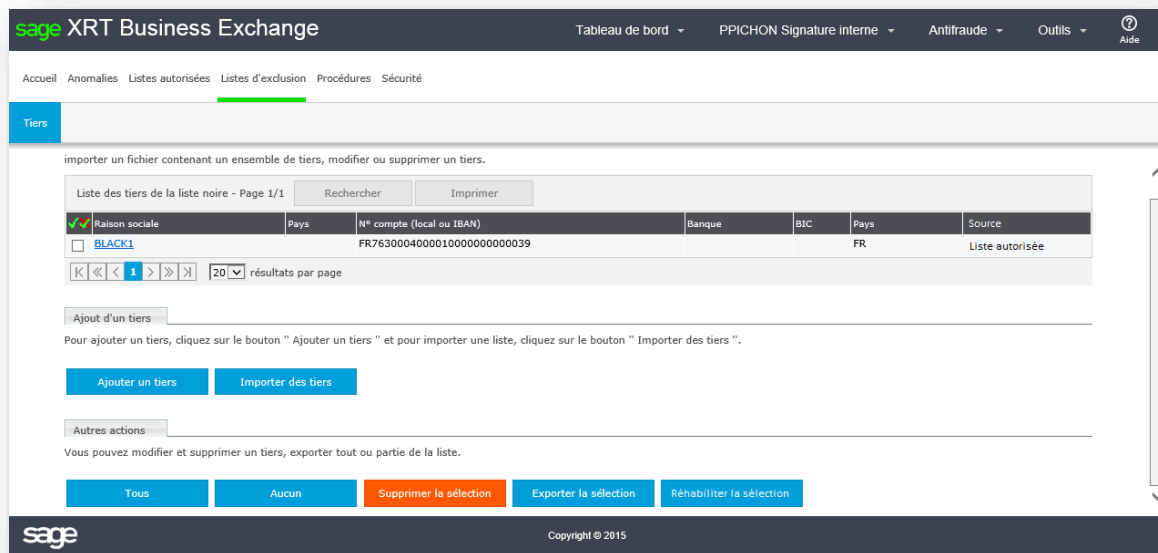 sage XRT Business Exchange
Tableau de bord PPICHON Signature interne Antifraude Outils
Aide
Accueil Anomalies Listes autorisées Listes d'exclusion Procédures Sécurité
Tiers
importer un fichier contenant un ensemble de tiers, modifier ou supprimer un tiers.
Liste des tiers de la liste noire - Page 1/1 Rechercher Imprimer
Raison sociale Pays N° compte (local ou IBAN) Banque BIC Pays Source
BLACK1 FR7630004000010000000000039 FR Liste autorisée
1 20 résultats par page
Ajout d'un tiers
Pour ajouter un tiers, cliquez sur le bouton " Ajouter un tiers " et pour importer une liste, cliquez sur le bouton " Importer des tiers ".
Ajouter un tiers Importer des tiers
Autres actions
Vous pouvez modifier et supprimer un tiers, exporter tout ou partie de la liste.
Tous Aucun Supprimer la sélection Exporter la sélection Réhabiliter la sélection
sage Copyright © 2015